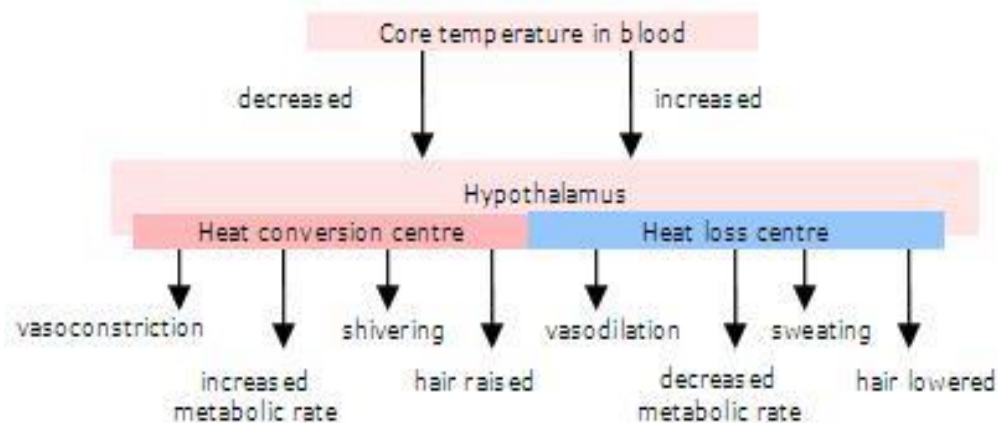 Core temperature in blood
decreased
increased
Hypothalamus
Heat conversion centre
Heat loss centre
vasoconstriction
shivering
vasodilation
sweating
increased
metabolic rate
hair raised
decreased
metabolic rate
hair lowered